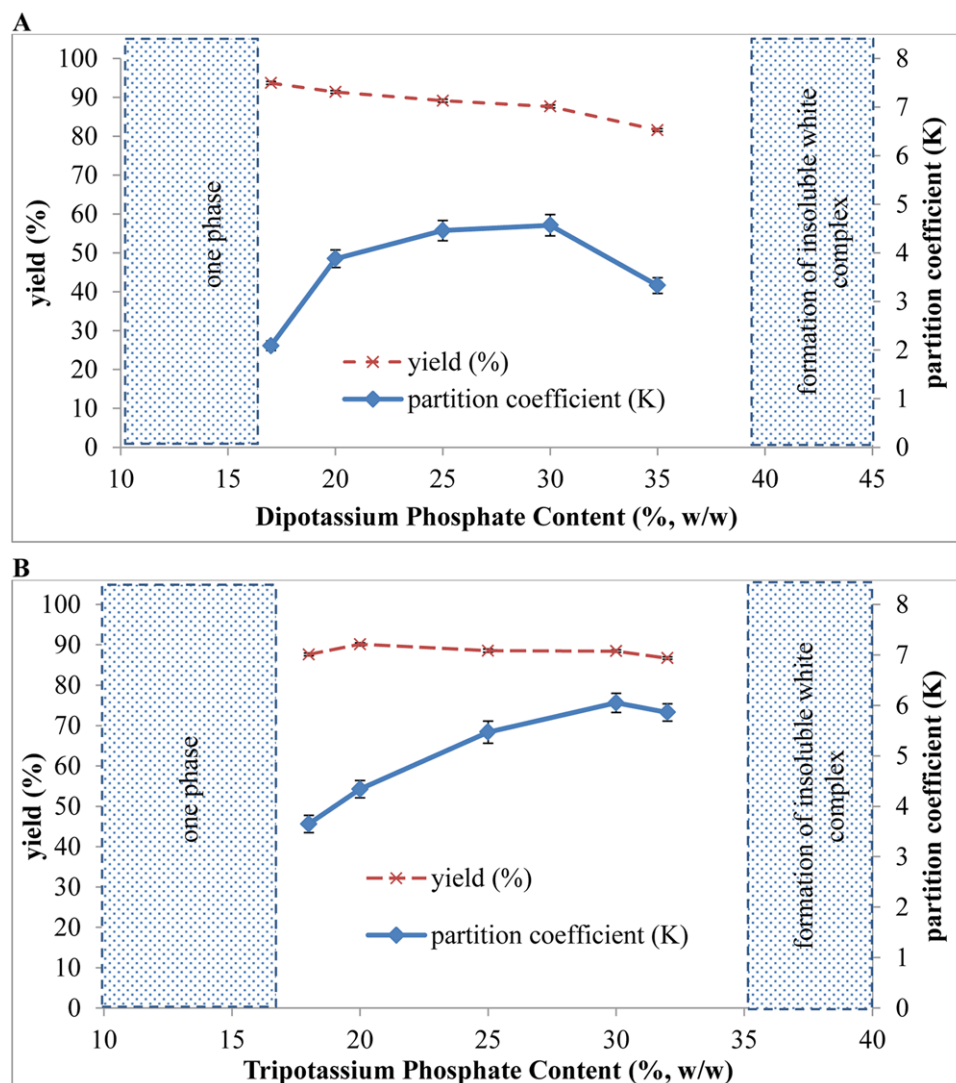 A
100
90
80
70
60
50
40
30
20
10
0
yield (%)
one phase
yield (%)
partition coefficient (K)
formation of insoluble white
complex
8
7
6
5
4
3
2
1
0
partition coefficient (K)
10 15 20 25 30 35 40 45
Dipotassium Phosphate Content (%, w/w)
B
100
90
80
70
60
50
40
30
20
10
0
yield (%)
one phase
yield (%)
partition coefficient (K)
formation of insoluble white
complex
8
7
6
5
4
3
2
1
0
partition coefficient (K)
10 15 20 25 30 35 40
Tripotassium Phosphate Content (%, w/w)